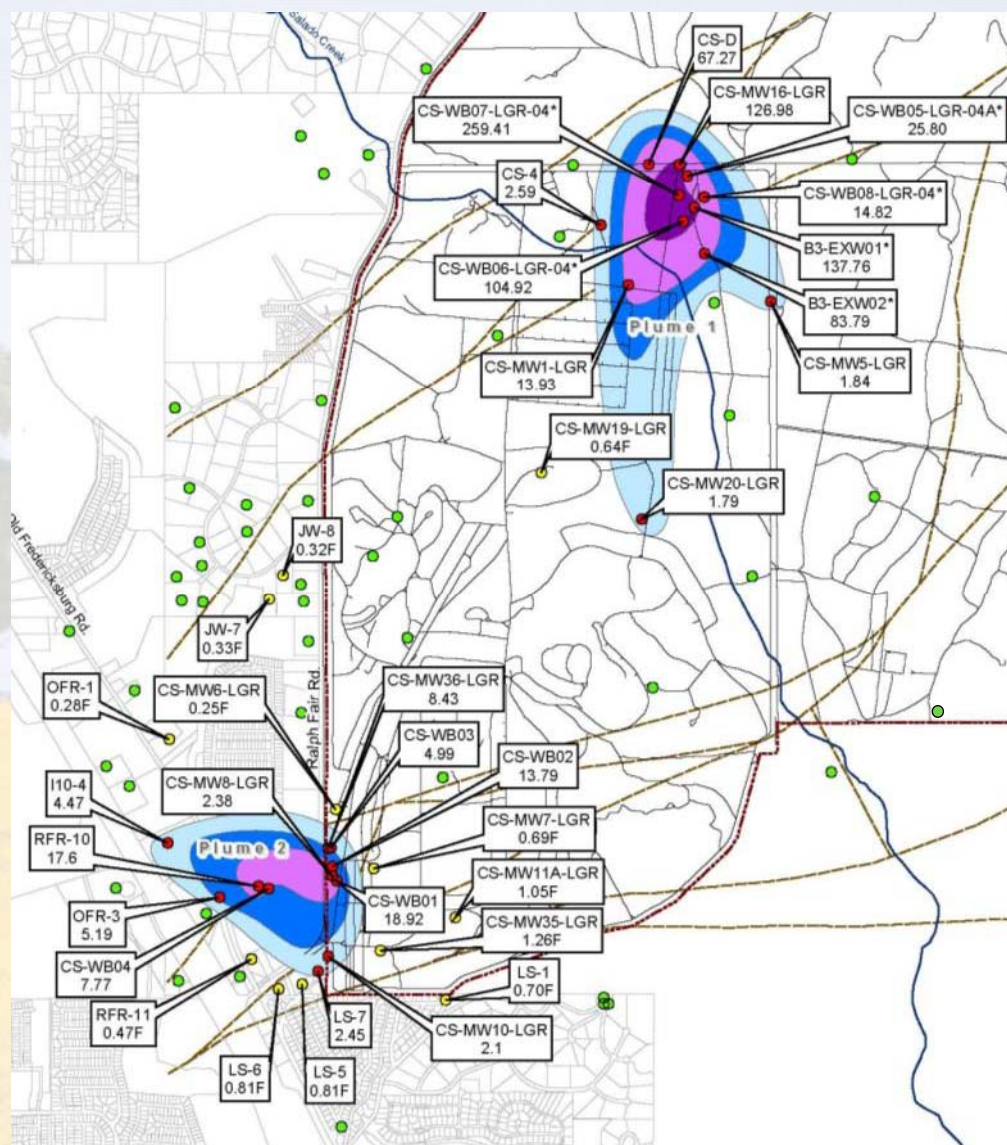 Salado Creek
CS-D
67.27
CS-MW16-LGR
126.98
CS-WB07-LGR-04*
259.41
CS-WB05-LGR-04A*
25.80
CS-4
2.59
CS-WB08-LGR-04*
14.82
B3-EXW01*
137.76
CS-WB06-LGR-04*
104.92
B3-EXW02*
83.79
Plume 1
CS-MW1-LGR
13.93
CS-MW5-LGR
1.84
CS-MW19-LGR
0.64F
CS-MW20-LGR
1.79
Old Fredericksburg Rd.
JW-8
0.32F
JW-7
0.33F
Ralph Fair Rd.
OFR-1
0.28F
CS-MW6-LGR
0.25F
CS-MW36-LGR
8.43
CS-WB03
4.99
CS-WB02
13.79
CS-MW8-LGR
2.38
I10-4
4.47
CS-MW7-LGR
0.69F
RFR-10
17.6
Plume 2
CS-MW11A-LGR
1.05F
CS-WB01
18.92
OFR-3
5.19
CS-MW35-LGR
1.26F
CS-WB04
7.77
LS-1
0.70F
RFR-11
0.47F
LS-7
2.45
CS-MW10-LGR
2.1
LS-6
0.81F
LS-5
0.81F